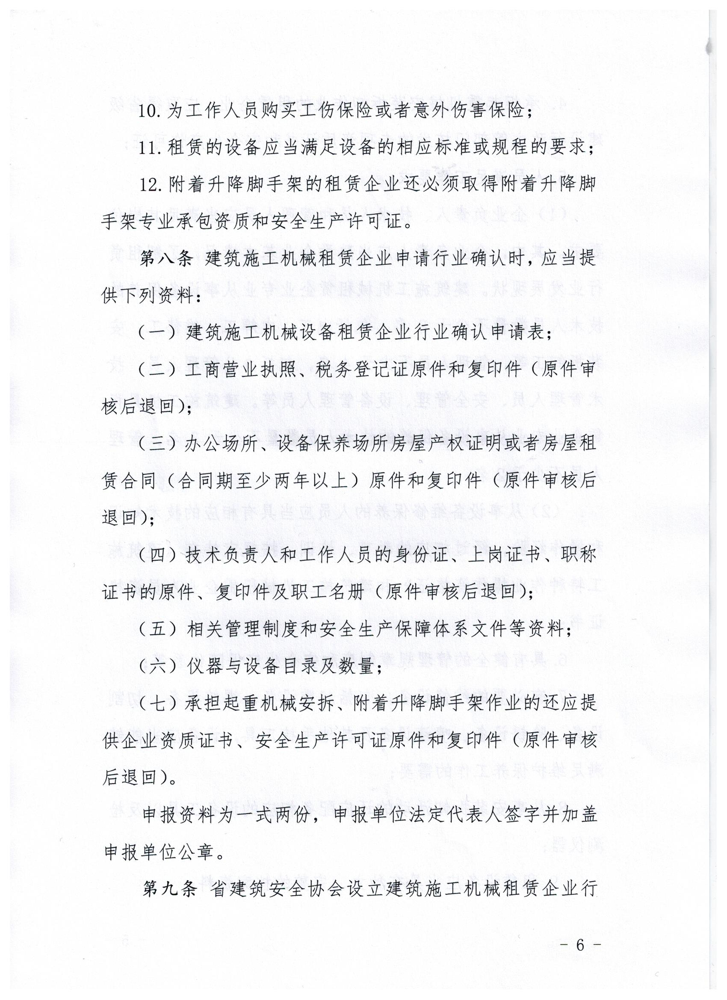 10.为工作人员购买工伤保险或者意外伤害保险；
11.租赁的设备应当满足设备的相应标准或规程的要求；
12.附着升降脚手架的租赁企业还必须取得附着升降脚
手架专业承包资质和安全生产许可证。
第八条 建筑施工机械租赁企业申请行业确认时，应当提
供下列资料：
（一）建筑施工机械设备租赁企业行业确认申请表；
（二）工商营业执照、税务登记证原件和复印件（原件审
核后退回）；
（三）办公场所、设备保养场所房屋产权证明或者房屋租
赁合同（合同期至少两年以上）原件和复印件（原件审核后
退回）；
（四）技术负责人和工作人员的身份证、上岗证书、职称
证书的原件、复印件及职工名册（原件审核后退回）；
（五）相关管理制度和安全生产保障体系文件等资料；
（六）仪器与设备目录及数量；
（七）承担起重机械安拆、附着升降脚手架作业的还应提
供企业资质证书、安全生产许可证原件和复印件（原件审核
后退回）。
申报资料为一式两份，申报单位法定代表人签字并加盖
申报单位公章。
第九条 省建筑安全协会设立建筑施工机械租赁企业行
- 6 -